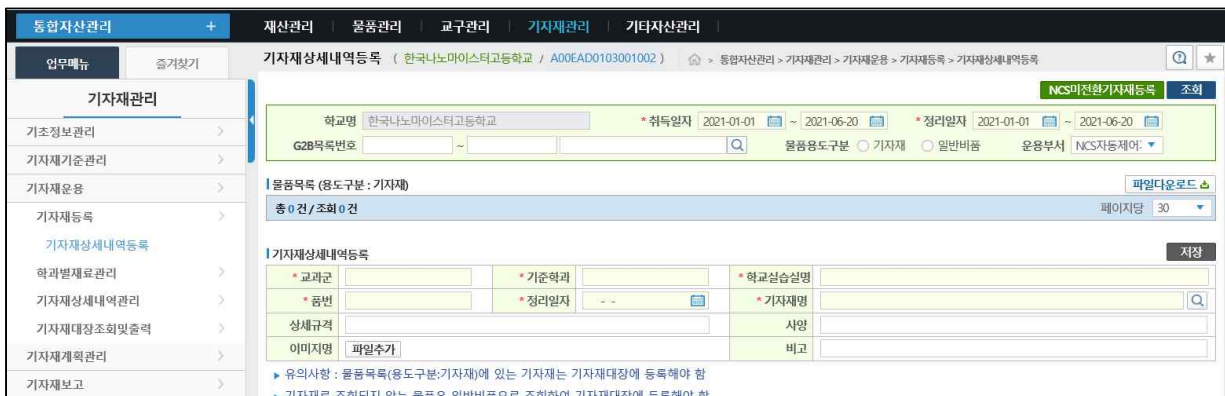 통합자산관리 + 재산관리 물품관리 교구관리 기자재관리 기타자산관리
업무메뉴 즐겨찾기 기자재상세내역등록 ( 한국나노마이스터고등학교 / A00EAD0103001002 ) > 통합자산관리 > 기자재관리 > 기자재운용 > 기자재등록 > 기자재상세내역등록
기자재관리
NCS미전환기자재등록 조회
학교명 한국나노마이스터고등학교 * 취득일자 2021-01-01 ~ 2021-06-20 * 정리일자 2021-01-01 ~ 2021-06-20
G2B목록번호 ~ 물품용도구분 기자재 일반비품 운용부서 NCS자동제어:
기초정보관리
기자재기준관리
기자재운용
기자재등록
기자재상세내역등록
학과별재료관리
기자재상세내역관리
기자재대장조회및출력
기자재계획관리
기자재보고
물품목록 (용도구분 : 기자재) 파일다운로드
총 0 건 / 조회 0 건 페이지당 30
기자재상세내역등록 저장
* 교과군 * 기준학과 * 학교실습실명
* 품번 * 정리일자 - - * 기자재명
상세규격 사양
이미지명 파일추가 비고
▶ 유의사항 : 물품목록(용도구분:기자재)에 있는 기자재는 기자재대장에 등록해야 함